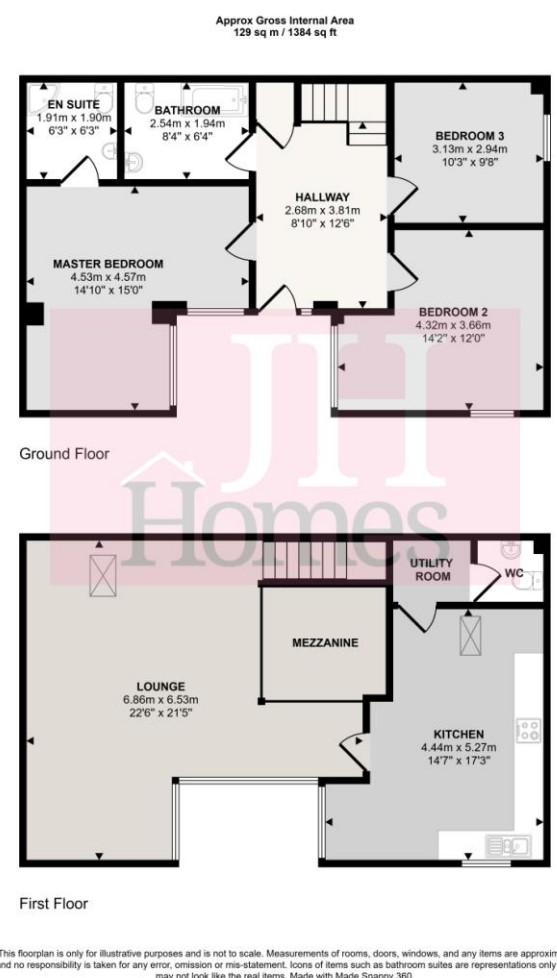 Approx Gross Internal Area
129 sq m / 1384 sq ft
EN SUITE
1.91m x 1.90m
6'3" x 6'3"
BATHROOM
2.54m x 1.94m
8'4" x 6'4"
BEDROOM 3
3.13m x 2.94m
10'3" x 9'8"
HALLWAY
2.68m x 3.81m
8'10" x 12'6"
MASTER BEDROOM
4.53m x 4.57m
14'10" x 15'0"
BEDROOM 2
4.32m x 3.66m
14'2" x 12'0"
JH
Homes
Ground Floor
UTILITY
ROOM
WC
MEZZANINE
LOUNGE
6.86m x 6.53m
22'6" x 21'5"
KITCHEN
4.44m x 5.27m
14'7" x 17'3"
First Floor
This floorplan is only for illustrative purposes and is not to scale. Measurements of rooms, doors, windows, and any items are approxim
and no responsibility is taken for any error, omission or mis-statement. Icons of items such as bathroom suites are representations only
may not look like the real items. Made with Made Snappy 360.